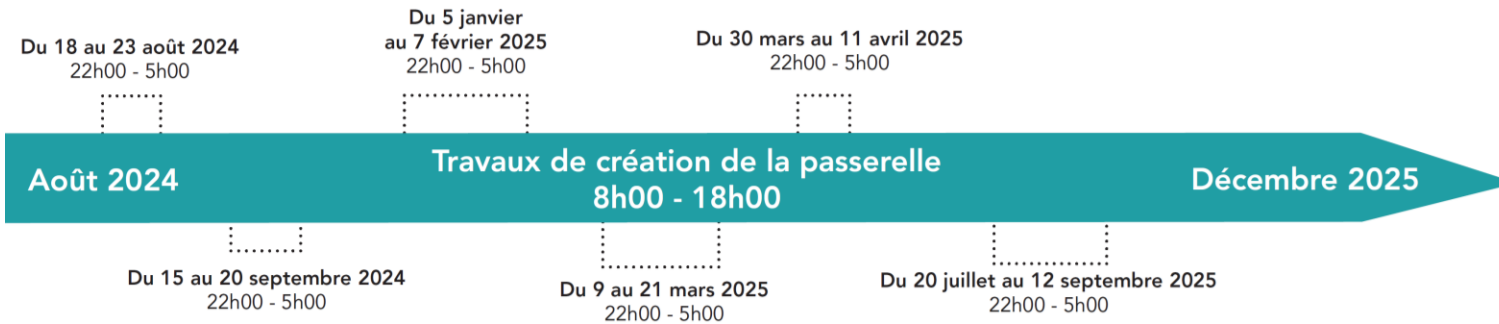 Du 18 au 23 août 2024
22h00 - 5h00
Du 5 janvier
au 7 février 2025
22h00 - 5h00
Du 30 mars au 11 avril 2025
22h00 - 5h00
Août 2024
Travaux de création de la passerelle
8h00 - 18h00
Décembre 2025
Du 15 au 20 septembre 2024
22h00 - 5h00
Du 9 au 21 mars 2025
22h00 - 5h00
Du 20 juillet au 12 septembre 2025
22h00 - 5h00